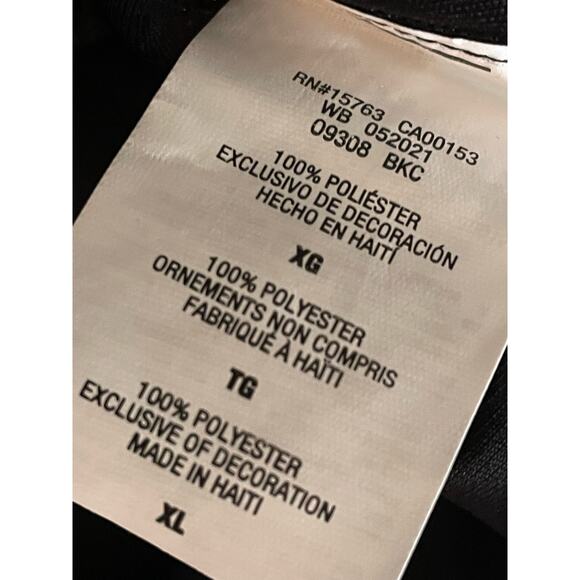 RN#15763 CA00153
WB 052021
09308 BKC
100% POLIÉSTER
EXCLUSIVO DE DECORACIÓN
HECHO EN HAITÍ
XG
100% POLYESTER
ORNEMENTS NON COMPRIS
FABRIQUÉ À HAÏTI
TG
100% POLYESTER
EXCLUSIVE OF DECORATION
MADE IN HAITI
XL